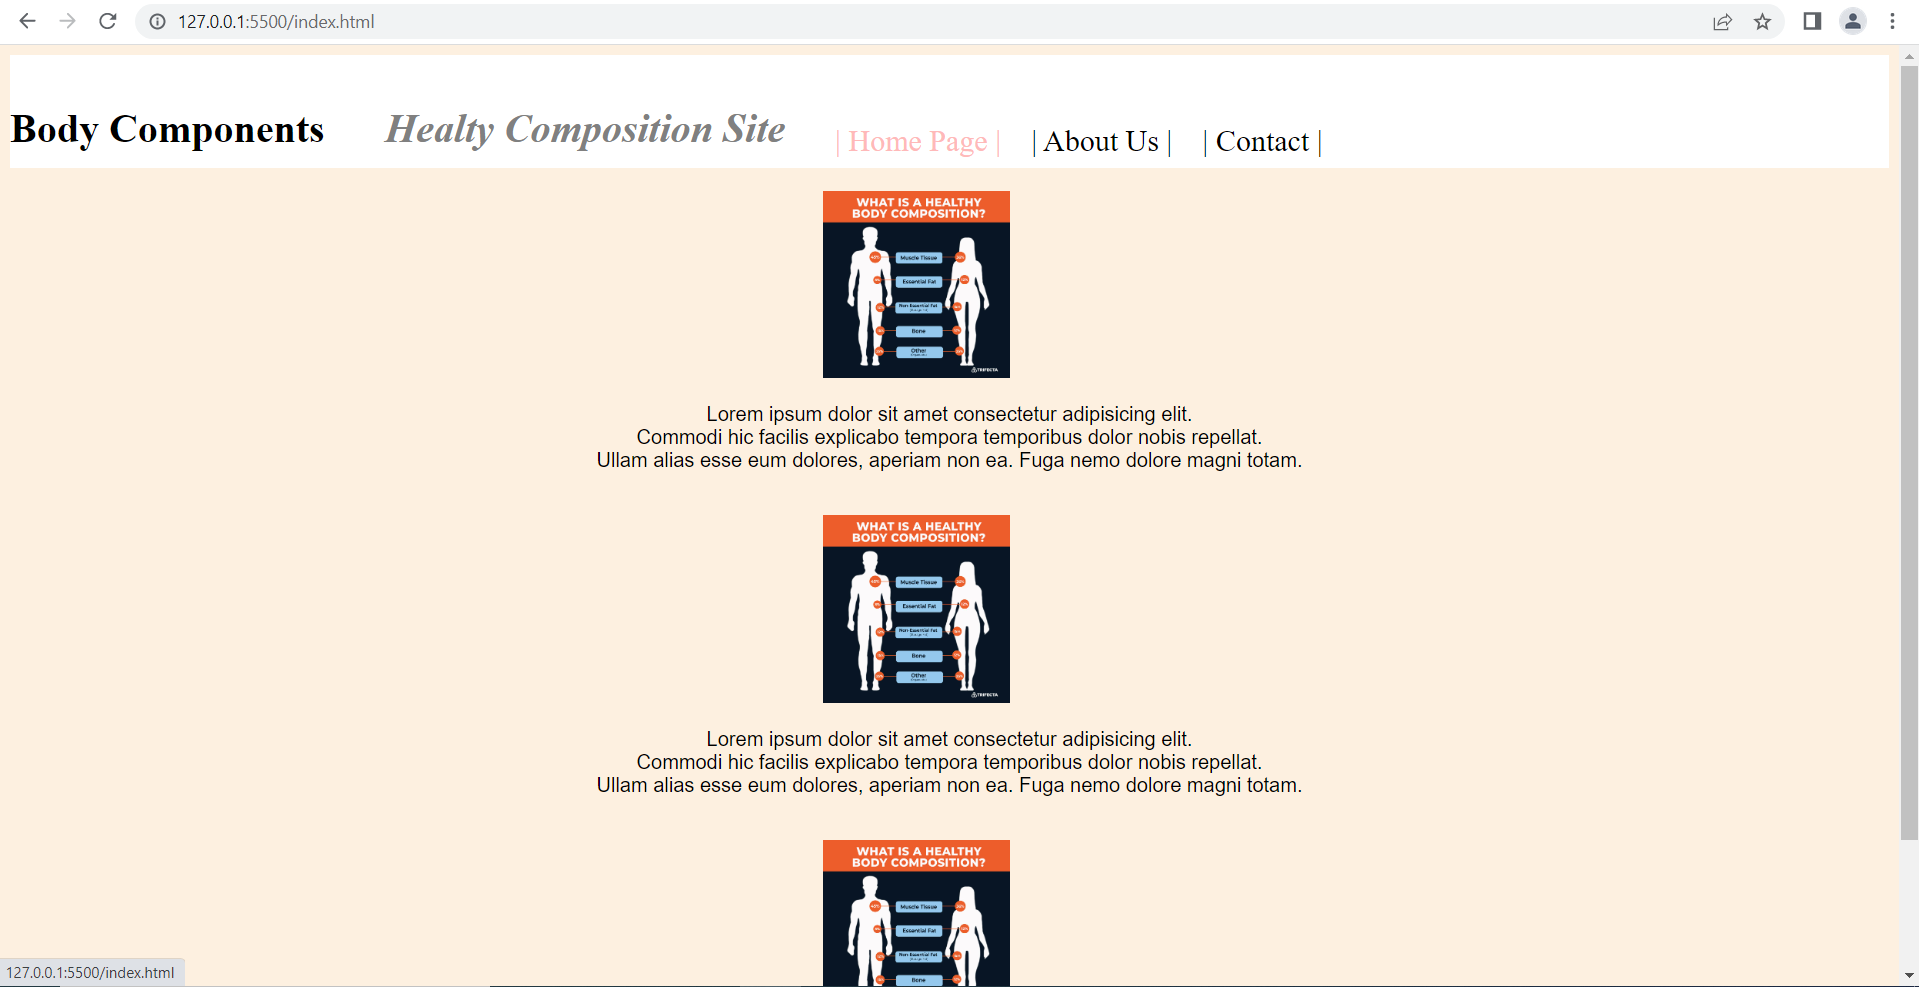 127.0.0.1:5500/index.html
Body Components Healty Composition Site | Home Page | | About Us | | Contact |
WHAT IS A HEALTHY
BODY COMPOSITION?
Muscle Tissue
Essential Fat
Non-Essential Fat
Bone
Other
TRIFECTA
Lorem ipsum dolor sit amet consectetur adipisicing elit.
Commodi hic facilis explicabo tempora temporibus dolor nobis repellat.
Ullam alias esse eum dolores, aperiam non ea. Fuga nemo dolore magni totam.
WHAT IS A HEALTHY
BODY COMPOSITION?
Muscle Tissue
Essential Fat
Non-Essential Fat
Bone
Other
TRIFECTA
Lorem ipsum dolor sit amet consectetur adipisicing elit.
Commodi hic facilis explicabo tempora temporibus dolor nobis repellat.
Ullam alias esse eum dolores, aperiam non ea. Fuga nemo dolore magni totam.
WHAT IS A HEALTHY
BODY COMPOSITION?
Muscle Tissue
Essential Fat
Non-Essential Fat
Bone
127.0.0.1:5500/index.html